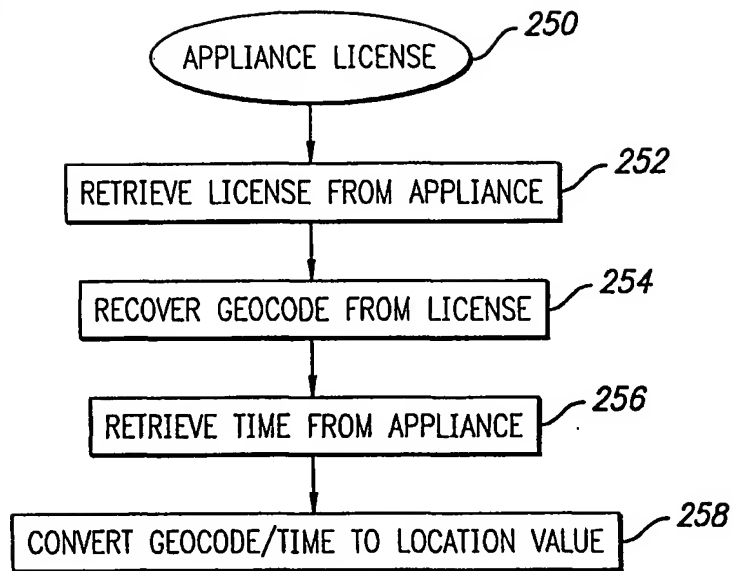 250
APPLIANCE LICENSE
252
RETRIEVE LICENSE FROM APPLIANCE
254
RECOVER GEOCODE FROM LICENSE
256
RETRIEVE TIME FROM APPLIANCE
258
CONVERT GEOCODE/TIME TO LOCATION VALUE